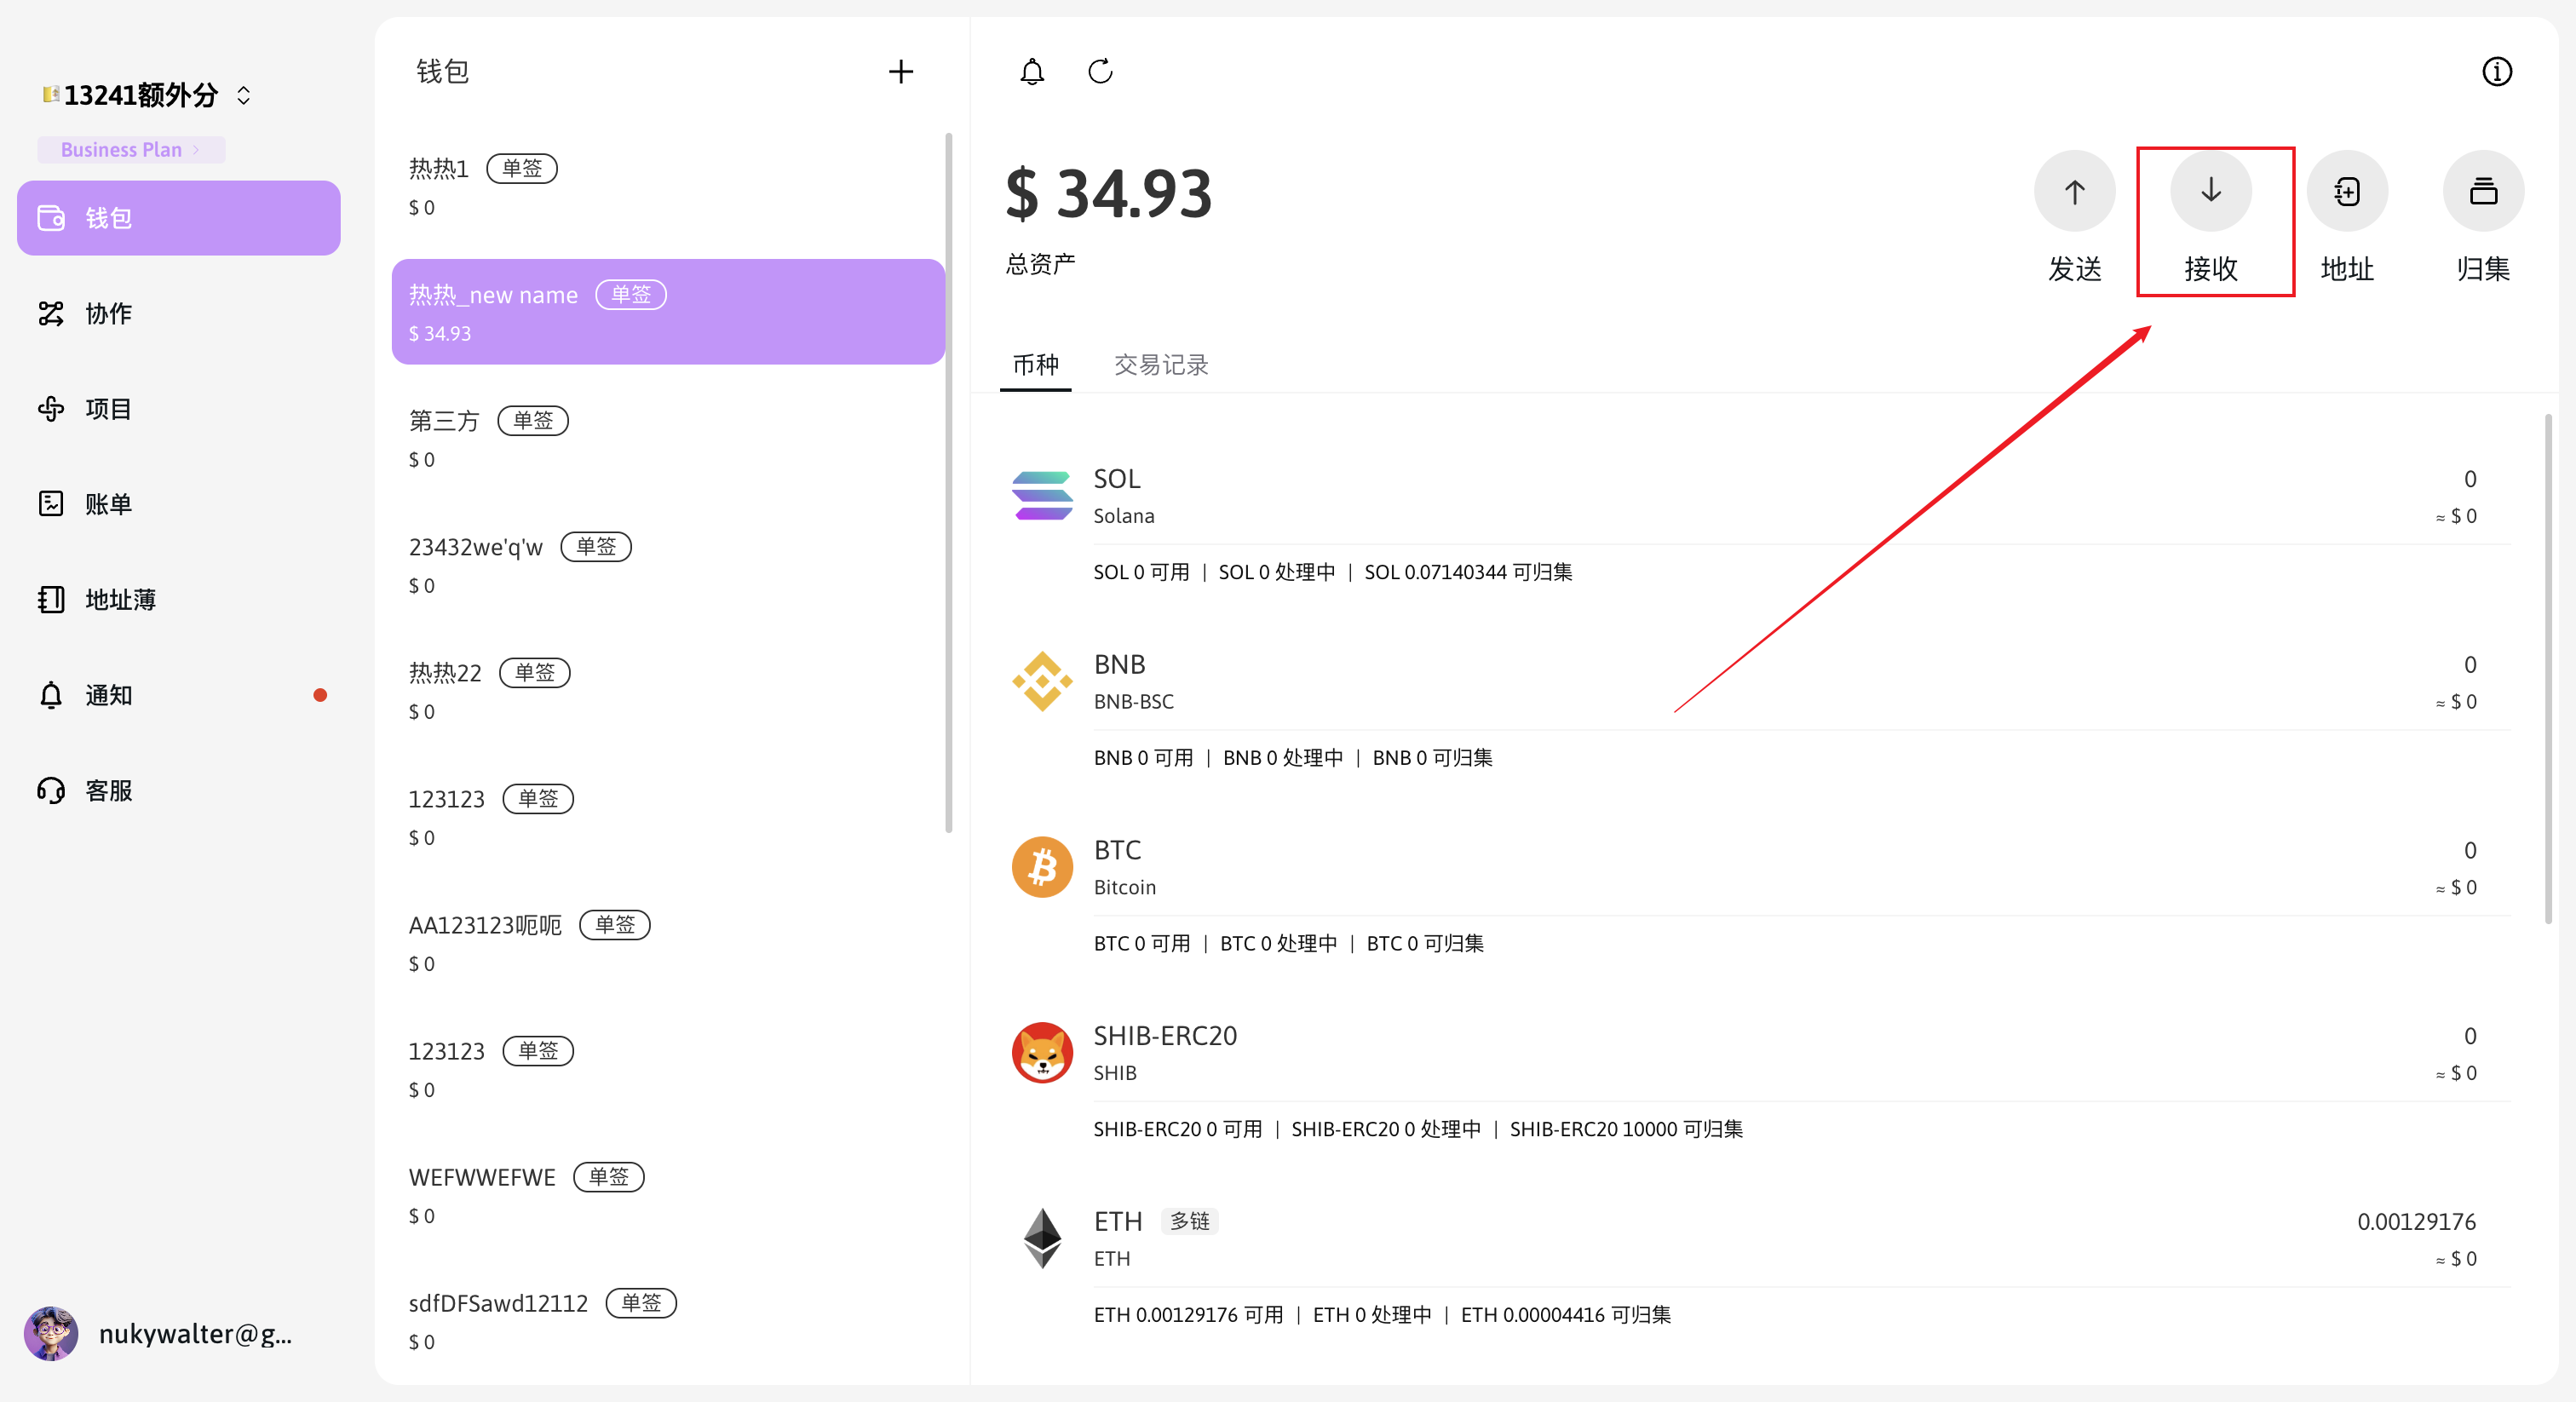 13241额外分
Business Plan
钱包
协作
项目
账单
地址薄
通知
客服
nukywalter@g...
钱包
热热1 单签
$ 0
热热_new name 单签
$ 34.93
第三方 单签
$ 0
23432we'q'w 单签
$ 0
热热22 单签
$ 0
123123 单签
$ 0
AA123123呃呃 单签
$ 0
123123 单签
$ 0
WEFWWEFWE 单签
$ 0
sdfDFSawd12112 单签
$ 0
$ 34.93
总资产
发送 接收 地址 归集
币种 交易记录
SOL 0
Solana ≈ $ 0
SOL 0 可用 | SOL 0 处理中 | SOL 0.07140344 可归集
BNB 0
BNB-BSC ≈ $ 0
BNB 0 可用 | BNB 0 处理中 | BNB 0 可归集
BTC 0
Bitcoin ≈ $ 0
BTC 0 可用 | BTC 0 处理中 | BTC 0 可归集
SHIB-ERC20 0
SHIB ≈ $ 0
SHIB-ERC20 0 可用 | SHIB-ERC20 0 处理中 | SHIB-ERC20 10000 可归集
ETH 多链 0.00129176
ETH ≈ $ 0
ETH 0.00129176 可用 | ETH 0 处理中 | ETH 0.00004416 可归集